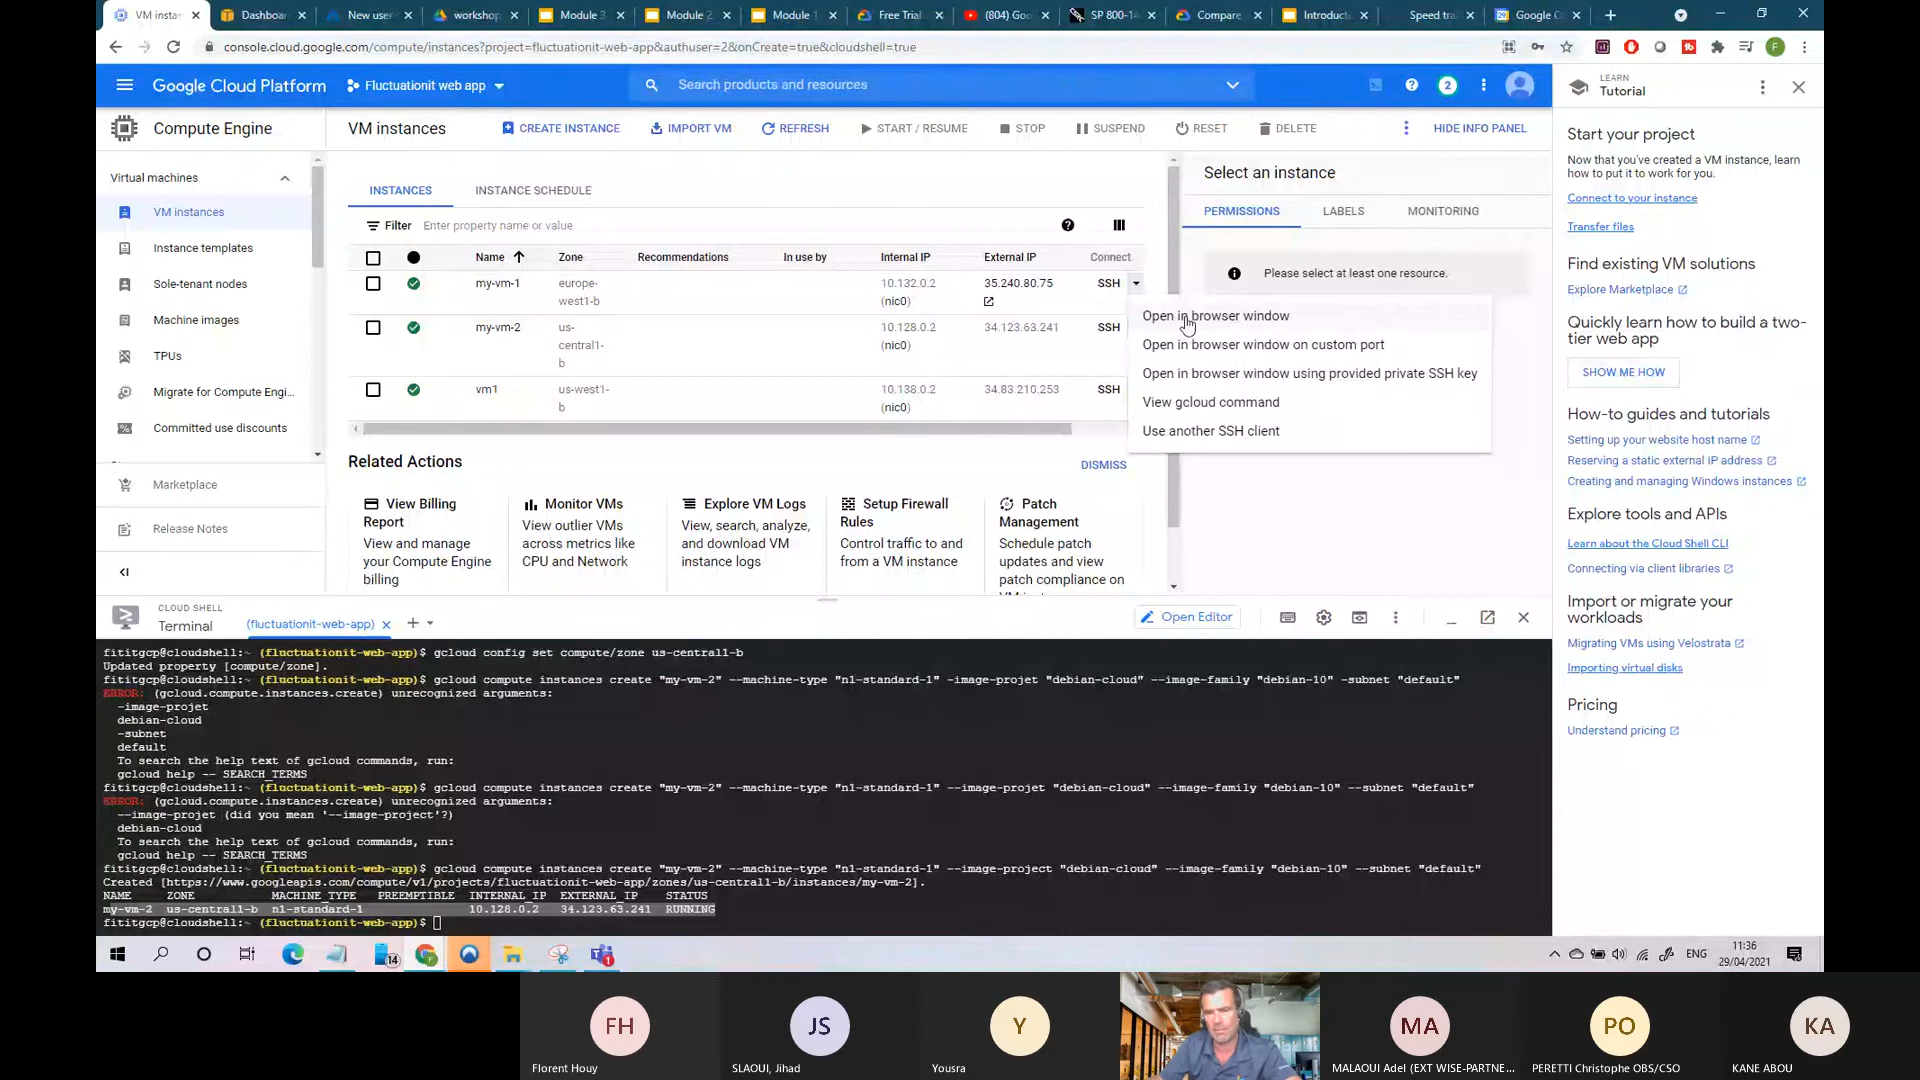 VM instances
Dashboa
New user
workshop
Module 3
Module 2
Module 1
Free Trial
(804) Goo
SP 800-14
Compare
Introduct
Speed tra
Google C
console.cloud.google.com/compute/instances?project=fluctuationit-web-app&authuser=2&onCreate=true&cloudshell=true
Google Cloud Platform
Fluctuationit web app
Search products and resources
2
LEARN
Tutorial
Compute Engine
VM instances
CREATE INSTANCE
IMPORT VM
REFRESH
START / RESUME
STOP
SUSPEND
RESET
DELETE
HIDE INFO PANEL
Virtual machines
VM instances
Instance templates
Sole-tenant nodes
Machine images
TPUs
Migrate for Compute Engi...
Committed use discounts
Marketplace
Release Notes
INSTANCES
INSTANCE SCHEDULE
Filter
Enter property name or value
Name
Zone
Recommendations
In use by
Internal IP
External IP
Connect
my-vm-1
europe-
west1-b
10.132.0.2
(nic0)
35.240.80.75
SSH
my-vm-2
us-
central1-
b
10.128.0.2
(nic0)
34.123.63.241
SSH
vm1
us-west1-
b
10.138.0.2
(nic0)
34.83.210.253
SSH
Open in browser window
Open in browser window on custom port
Open in browser window using provided private SSH key
View gcloud command
Use another SSH client
Select an instance
PERMISSIONS
LABELS
MONITORING
Please select at least one resource.
Related Actions
DISMISS
View Billing
Report
View and manage
your Compute Engine
billing
Monitor VMs
View outlier VMs
across metrics like
CPU and Network
Explore VM Logs
View, search, analyze,
and download VM
instance logs
Setup Firewall
Rules
Control traffic to and
from a VM instance
Patch
Management
Schedule patch
updates and view
patch compliance on
Start your project
Now that you've created a VM instance, learn
how to put it to work for you.
Connect to your instance
Transfer files
Find existing VM solutions
Explore Marketplace
Quickly learn how to build a two-
tier web app
SHOW ME HOW
How-to guides and tutorials
Setting up your website host name
Reserving a static external IP address
Creating and managing Windows instances
Explore tools and APIs
Learn about the Cloud Shell CLI
Connecting via client libraries
Import or migrate your
workloads
Migrating VMs using Velostrata
Importing virtual disks
Pricing
Understand pricing
CLOUD SHELL
Terminal
(fluctuationit-web-app)
Open Editor
fititgcp@cloudshell:~ (fluctuationit-web-app)$ gcloud config set compute/zone us-central1-b
Updated property [compute/zone].
fititgcp@cloudshell:~ (fluctuationit-web-app)$ gcloud compute instances create "my-vm-2" --machine-type "n1-standard-1" -image-projet "debian-cloud" --image-family "debian-10" -subnet "default"
ERROR: (gcloud.compute.instances.create) unrecognized arguments:
-image-projet
debian-cloud
-subnet
default
To search the help text of gcloud commands, run:
gcloud help -- SEARCH_TERMS
fititgcp@cloudshell:~ (fluctuationit-web-app)$ gcloud compute instances create "my-vm-2" --machine-type "n1-standard-1" --image-projet "debian-cloud" --image-family "debian-10" --subnet "default"
ERROR: (gcloud.compute.instances.create) unrecognized arguments:
--image-projet (did you mean '--image-project'?)
debian-cloud
To search the help text of gcloud commands, run:
gcloud help -- SEARCH_TERMS
fititgcp@cloudshell:~ (fluctuationit-web-app)$ gcloud compute instances create "my-vm-2" --machine-type "n1-standard-1" --image-project "debian-cloud" --image-family "debian-10" --subnet "default"
Created [https://www.googleapis.com/compute/v1/projects/fluctuationit-web-app/zones/us-central1-b/instances/my-vm-2].
NAME ZONE MACHINE_TYPE PREEMPTIBLE INTERNAL_IP EXTERNAL_IP STATUS
my-vm-2 us-central1-b n1-standard-1 10.128.0.2 34.123.63.241 RUNNING
fititgcp@cloudshell:~ (fluctuationit-web-app)$
14
1
ENG
11:36
29/04/2021
FH
Florent Houy
JS
SLAOUI, Jihad
Y
Yousra
MA
MALAOUI Adel (EXT WISE-PARTNE...
PO
PERETTI Christophe OBS/CSO
KA
KANE ABOU